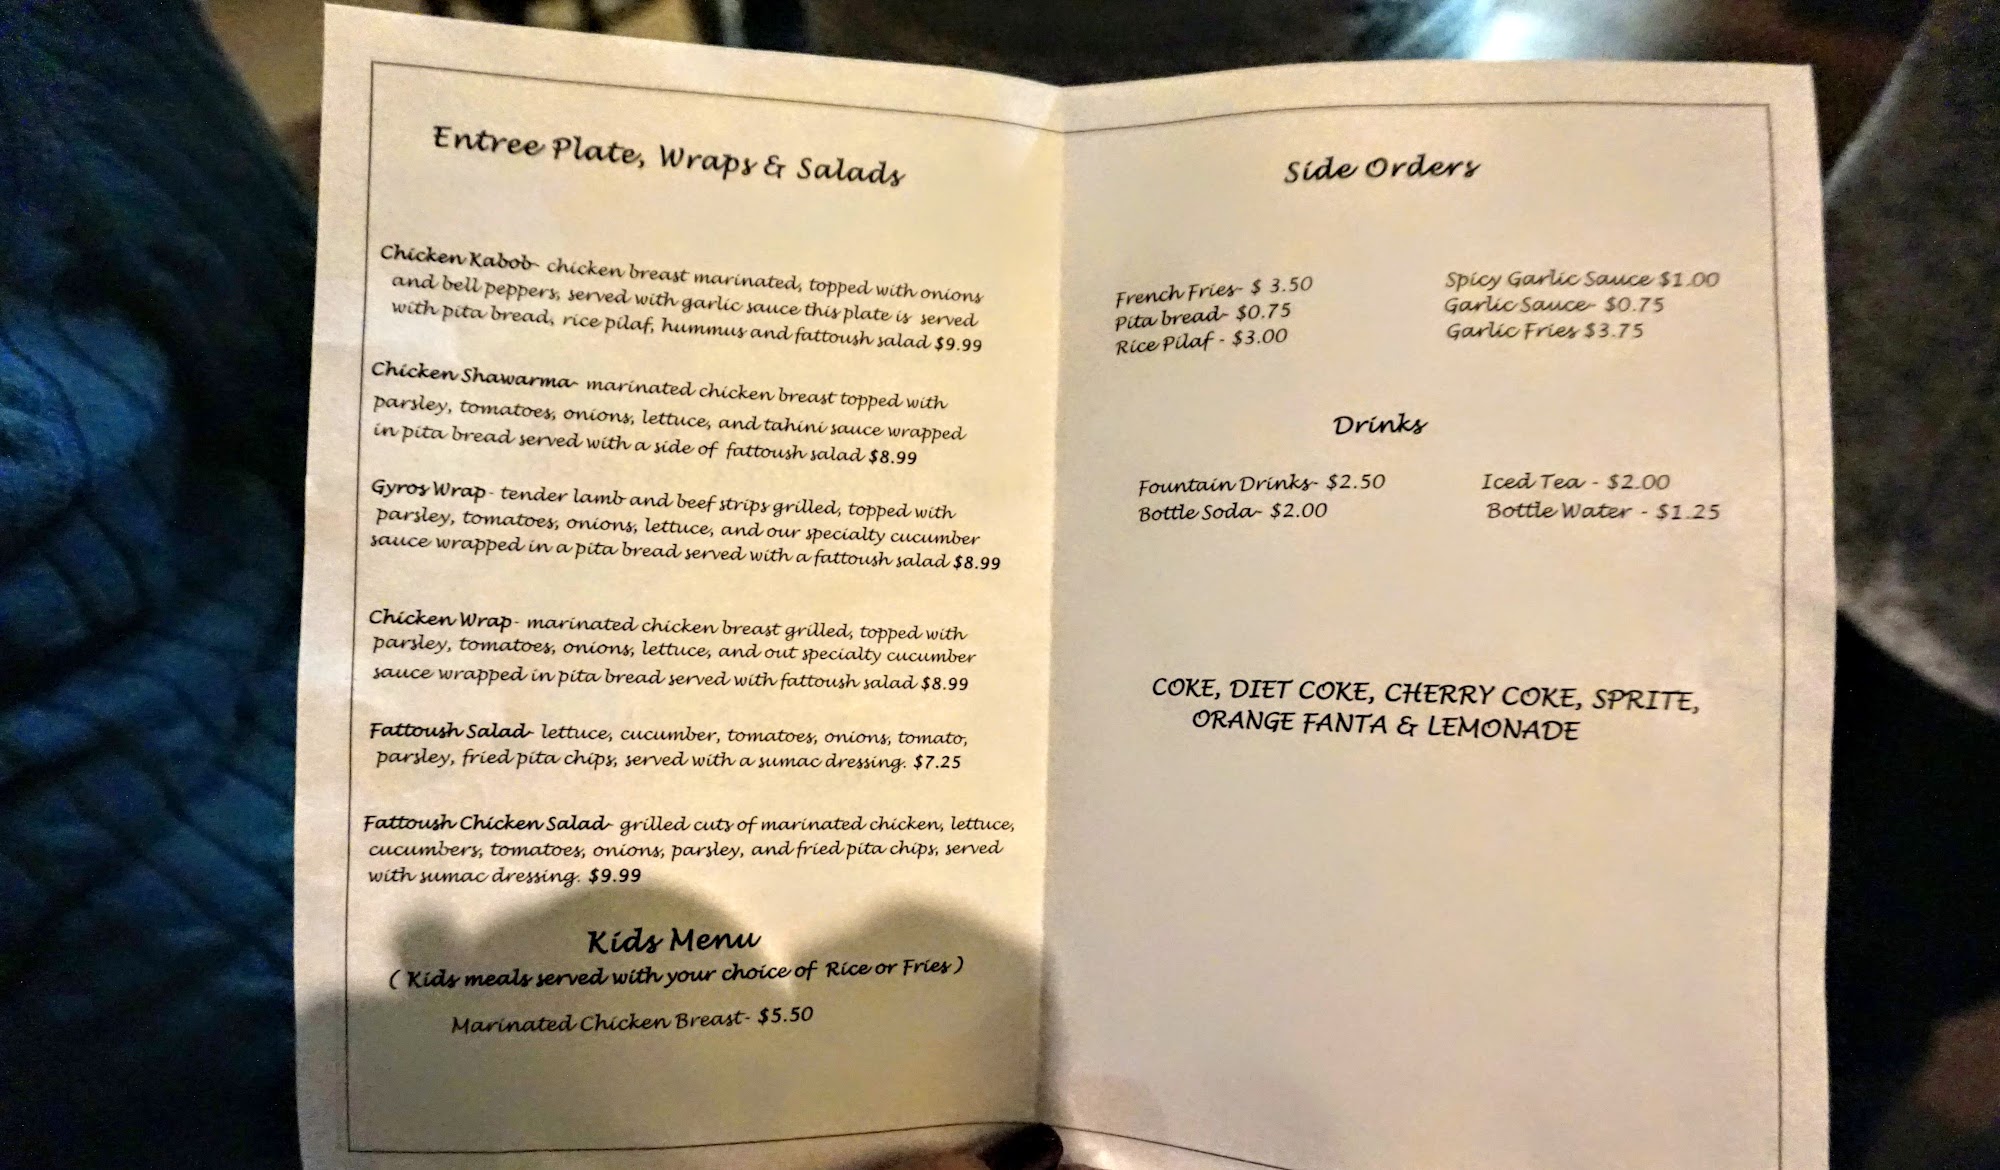 Entree Plate, Wraps & Salads
Chicken Kabob- chicken breast marinated, topped with onions
and bell peppers, served with garlic sauce this plate is served
with pita bread, rice pilaf, hummus and fattoush salad $9.99
Chicken Shawarma- marinated chicken breast topped with
parsley, tomatoes, onions, lettuce, and tahini sauce wrapped
in pita bread served with a side of fattoush salad $8.99
Gyros Wrap- tender lamb and beef strips grilled, topped with
parsley, tomatoes, onions, lettuce, and our specialty cucumber
sauce wrapped in a pita bread served with a fattoush salad $8.99
Chicken Wrap- marinated chicken breast grilled, topped with
parsley, tomatoes, onions, lettuce, and out specialty cucumber
sauce wrapped in pita bread served with fattoush salad $8.99
Fattoush Salad- lettuce, cucumber, tomatoes, onions, tomato,
parsley, fried pita chips, served with a sumac dressing. $7.25
Fattoush Chicken Salad- grilled cuts of marinated chicken, lettuce,
cucumbers, tomatoes, onions, parsley, and fried pita chips, served
with sumac dressing. $9.99
Kids Menu
( Kids meals served with your choice of Rice or Fries )
Marinated Chicken Breast- $5.50
Side Orders
French Fries- $ 3.50
Pita bread- $0.75
Rice Pilaf - $3.00
Spicy Garlic Sauce $1.00
Garlic Sauce- $0.75
Garlic Fries $3.75
Drinks
Fountain Drinks- $2.50
Bottle Soda- $2.00
Iced Tea - $2.00
Bottle Water - $1.25
COKE, DIET COKE, CHERRY COKE, SPRITE,
ORANGE FANTA & LEMONADE